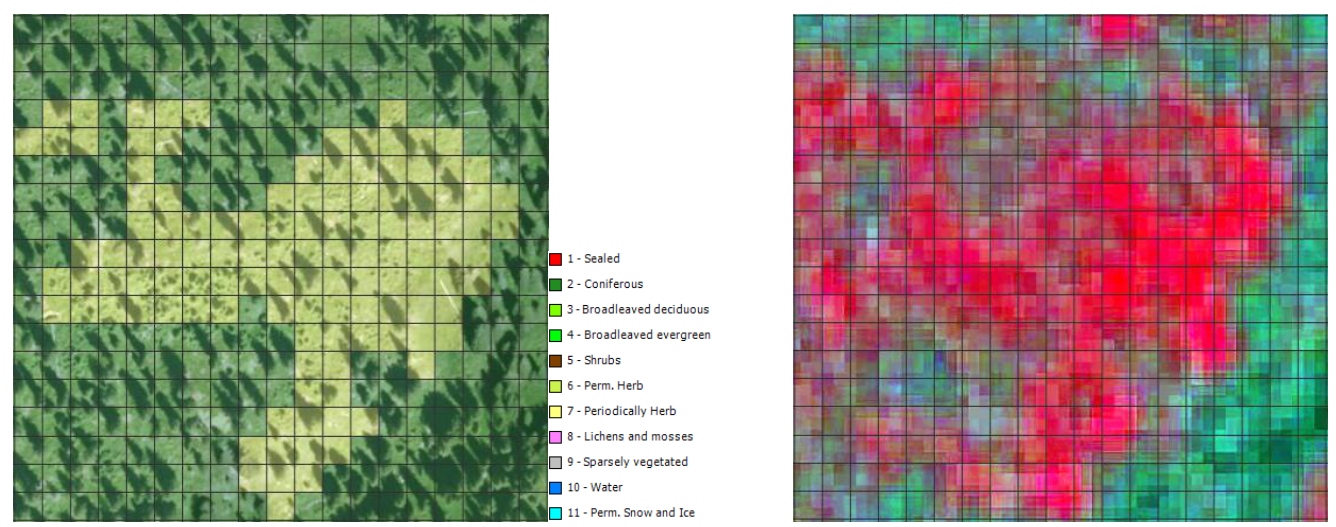 1 - Sealed
2 - Coniferous
3 - Broadleaved deciduous
4 - Broadleaved evergreen
5 - Shrubs
6 - Perm. Herb
7 - Periodically Herb
8 - Lichens and mosses
9 - Sparsely vegetated
10 - Water
11 - Perm. Snow and Ice